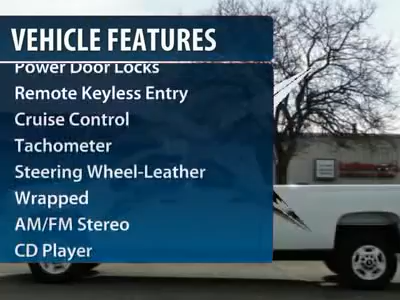 VEHICLE FEATURES
Power Door Locks
Remote Keyless Entry
Cruise Control
Tachometer
Steering Wheel-Leather
Wrapped
AM/FM Stereo
CD Player